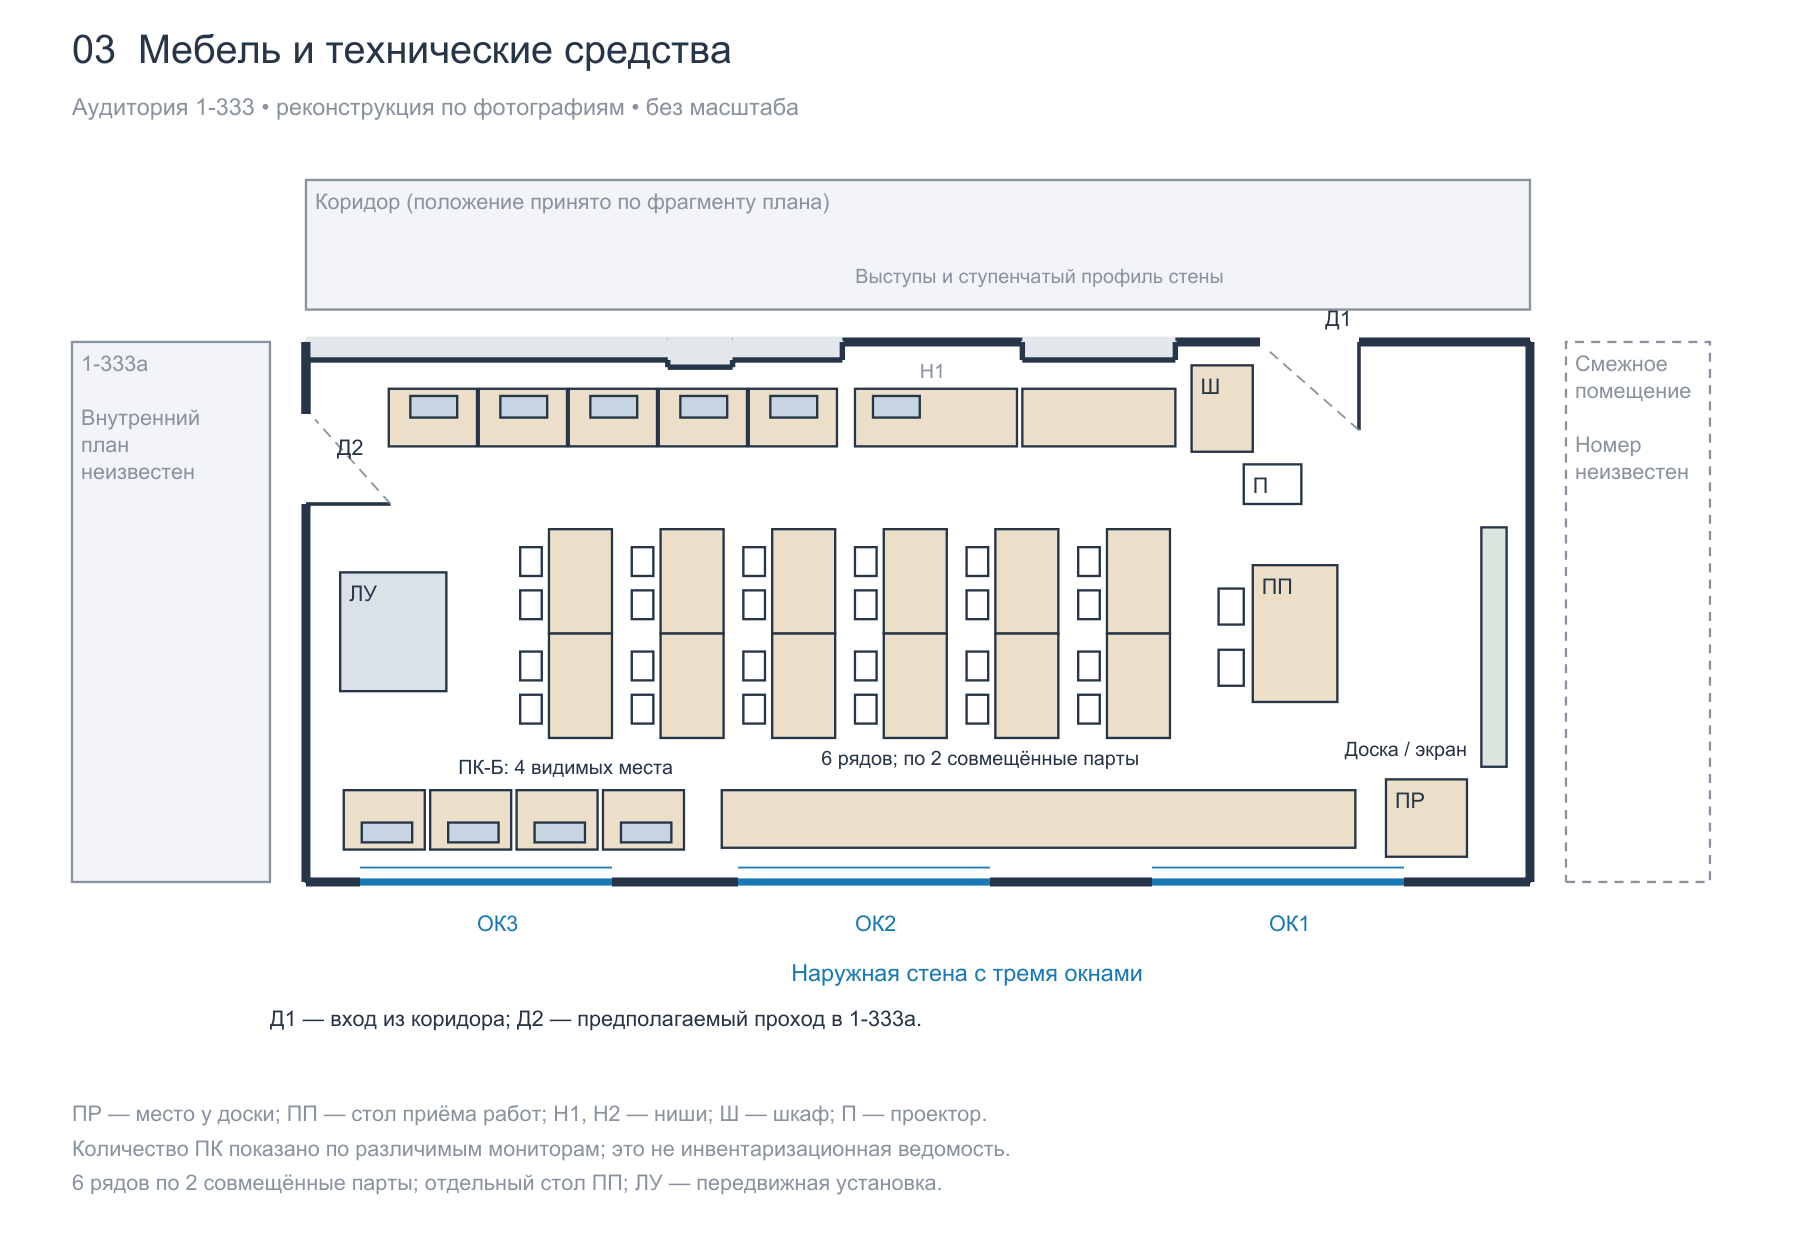 03 Мебель и технические средства
Аудитория 1-333 • реконструкция по фотографиям • без масштаба
Коридор (положение принято по фрагменту плана)
Выступы и ступенчатый профиль стены
Д1
1-333а
Внутренний
план
неизвестен
Смежное
помещение
Номер
неизвестен
Н1
Ш
Д2
П
ЛУ
ПП
Доска / экран
6 рядов; по 2 совмещённые парты
ПК-Б: 4 видимых места
ПР
ОК3
ОК2
ОК1
Наружная стена с тремя окнами
Д1 — вход из коридора; Д2 — предполагаемый проход в 1-333а.
ПР — место у доски; ПП — стол приёма работ; Н1, Н2 — ниши; Ш — шкаф; П — проектор.
Количество ПК показано по различимым мониторам; это не инвентаризационная ведомость.
6 рядов по 2 совмещённые парты; отдельный стол ПП; ЛУ — передвижная установка.